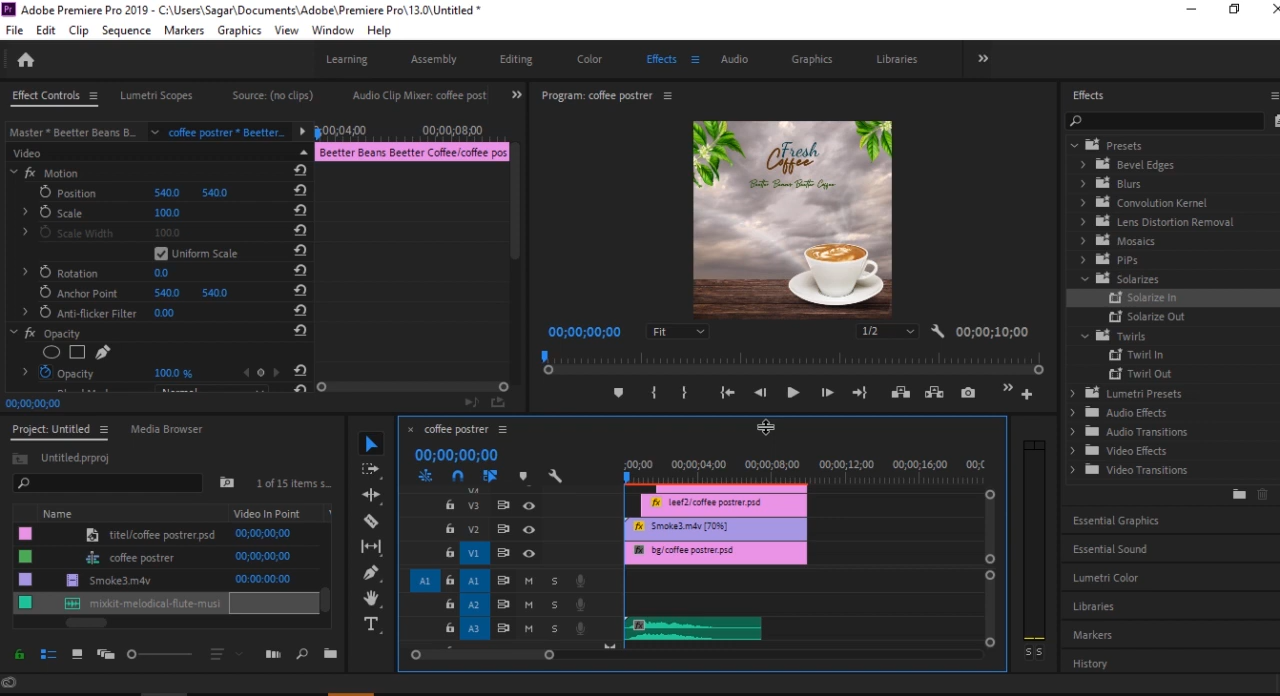 Adobe Premiere Pro 2019 - C:\Users\Sagar\Documents\Adobe\Premiere Pro\13.0\Untitled *
File Edit Clip Sequence Markers Graphics View Window Help
Learning Assembly Editing Color Effects Audio Graphics Libraries
Effect Controls Lumetri Scopes Source: (no clips) Audio Clip Mixer: coffee post
Program: coffee postrer
Effects
Master * Beetter Beans B... coffee postrer * Beetter...
;00;04;00 00;00;08;00
Video
Beetter Beans Beetter Coffee/coffee pos
fx Motion
Position 540.0 540.0
Scale 100.0
Scale Width 100.0
Uniform Scale
Rotation 0.0
Anchor Point 540.0 540.0
Anti-flicker Filter 0.00
fx Opacity
Opacity 100.0 %
Normal
00;00;00;00
Fresh
Coffee
Beetter Beans Beetter Coffee
00;00;00;00 Fit 1/2 00;00;10;00
Presets
Bevel Edges
Blurs
Convolution Kernel
Lens Distortion Removal
Mosaics
PiPs
Solarizes
Solarize In
Solarize Out
Twirls
Twirl In
Twirl Out
Lumetri Presets
Audio Effects
Audio Transitions
Video Effects
Video Transitions
Essential Graphics
Essential Sound
Lumetri Color
Libraries
Markers
History
Project: Untitled Media Browser
Untitled.prproj
1 of 15 items s...
Name Video In Point
titel/coffee postrer.psd 00;00;00;00
coffee postrer 00;00;00;00
Smoke3.m4v 00:00:00:00
mixkit-melodical-flute-musi
T
× coffee postrer
00;00;00;00
;00;00 00;00;04;00 00;00;08;00 00;00;12;00 00;00;16;00 00;0
V4
V3 fx leef2/coffee postrer.psd
V2 fx Smoke3.m4v [70%]
V1 fx bg/coffee postrer.psd
A1 A1 M S
A2 M S
A3 M S fx
S S